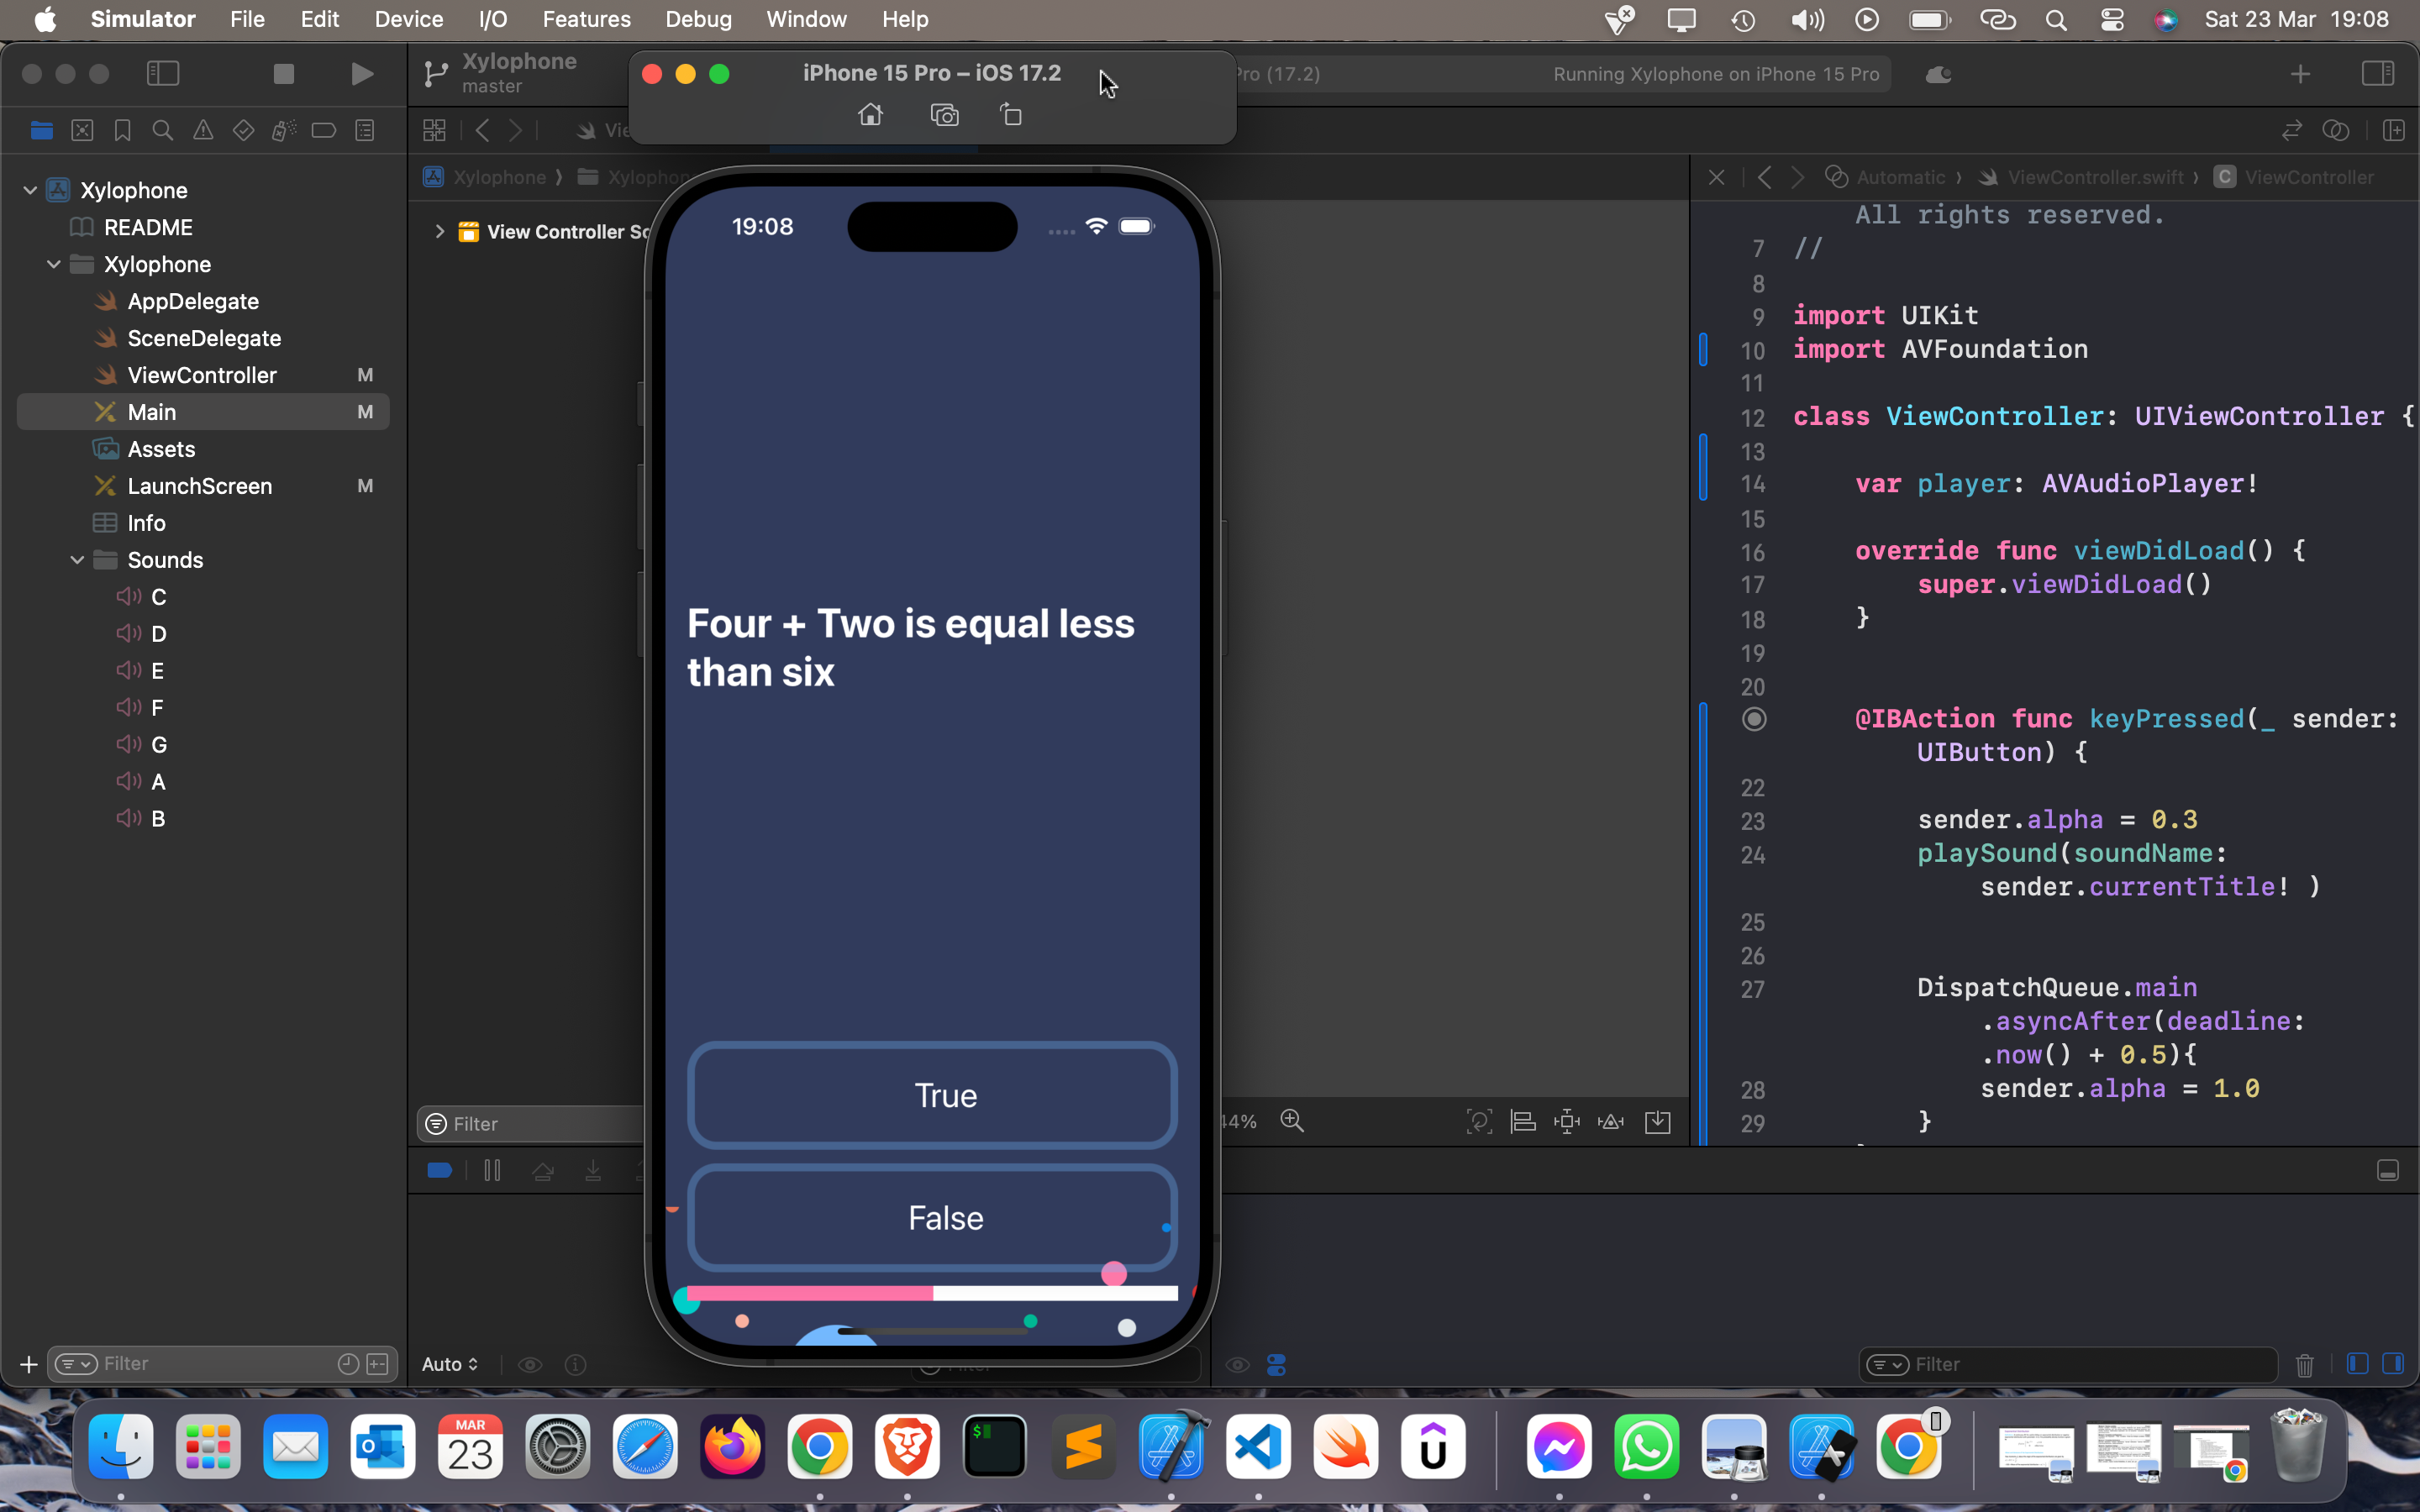 Simulator File Edit Device I/O Features Debug Window Help Sat 23 Mar 19:08
Xylophone
master
iPhone 15 Pro – iOS 17.2
Pro (17.2)
Running Xylophone on iPhone 15 Pro
Xylophone
README
Xylophone
AppDelegate
SceneDelegate
ViewController M
Main M
Assets
LaunchScreen M
Info
Sounds
C
D
E
F
G
A
B
Filter
Xylophone
View Controller Sc
Filter
44%
Auto
19:08
Four + Two is equal less
than six
True
False
Automatic ViewController.swift C ViewController
All rights reserved.
7 //
8
9 import UIKit
10 import AVFoundation
11
12 class ViewController: UIViewController {
13
14 var player: AVAudioPlayer!
15
16 override func viewDidLoad() {
17 super.viewDidLoad()
18 }
19
20
@IBAction func keyPressed(_ sender:
UIButton) {
22
23 sender.alpha = 0.3
24 playSound(soundName:
sender.currentTitle! )
25
26
27 DispatchQueue.main
.asyncAfter(deadline:
.now() + 0.5){
28 sender.alpha = 1.0
29 }
Filter
MAR
23